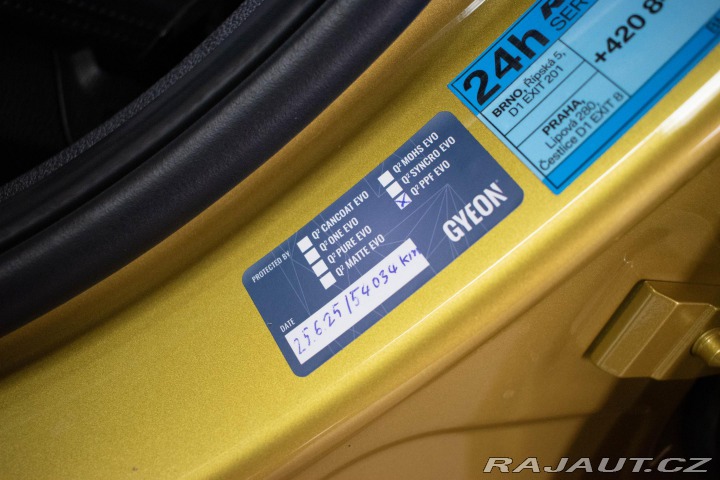 24h
SER
BRNO, Řípská 5,
D1 EXIT 201
+420 8
PRAHA,
Lipová 280,
Čestlice D1 EXIT 8
PROTECTED BY:
Q² CANCOAT EVO
Q² ONE EVO
Q² PURE EVO
Q² MATTE EVO
Q² MOHS EVO
Q² SYNCRO EVO
Q² PPF EVO
GYEON
DATE
25.6.25/54034 km
RAJAUT.CZ